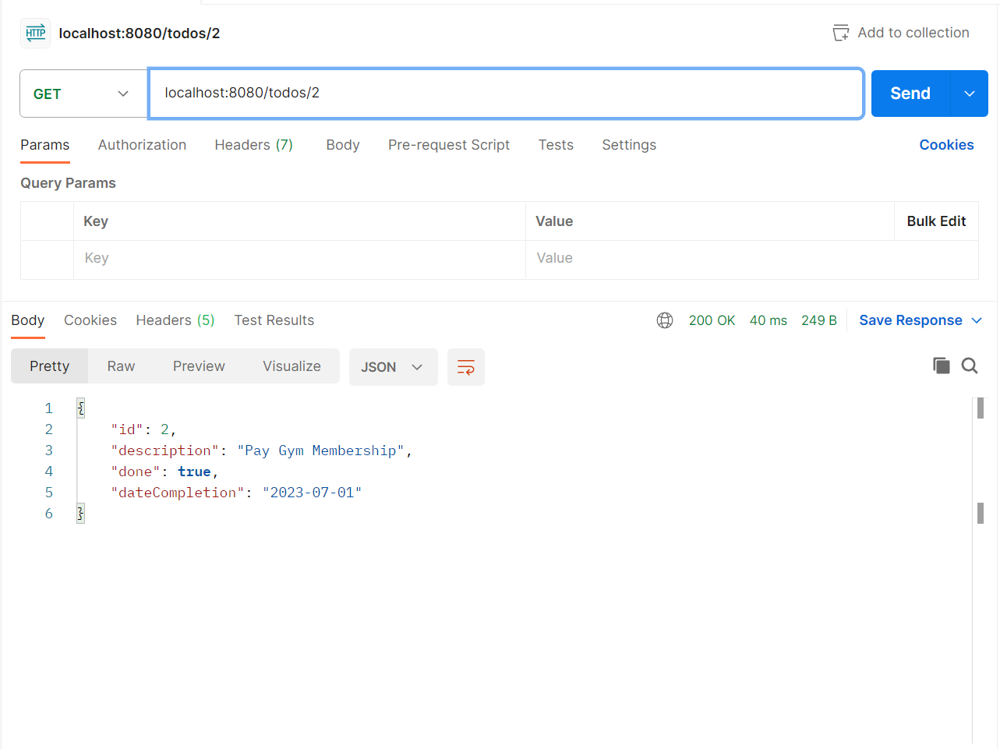 HTTP localhost:8080/todos/2 Add to collection
GET localhost:8080/todos/2 Send
Params Authorization Headers (7) Body Pre-request Script Tests Settings Cookies
Query Params
Key Value Bulk Edit
Key Value
Body Cookies Headers (5) Test Results 200 OK 40 ms 249 B Save Response
Pretty Raw Preview Visualize JSON
1 {
2 "id": 2,
3 "description": "Pay Gym Membership",
4 "done": true,
5 "dateCompletion": "2023-07-01"
6 }